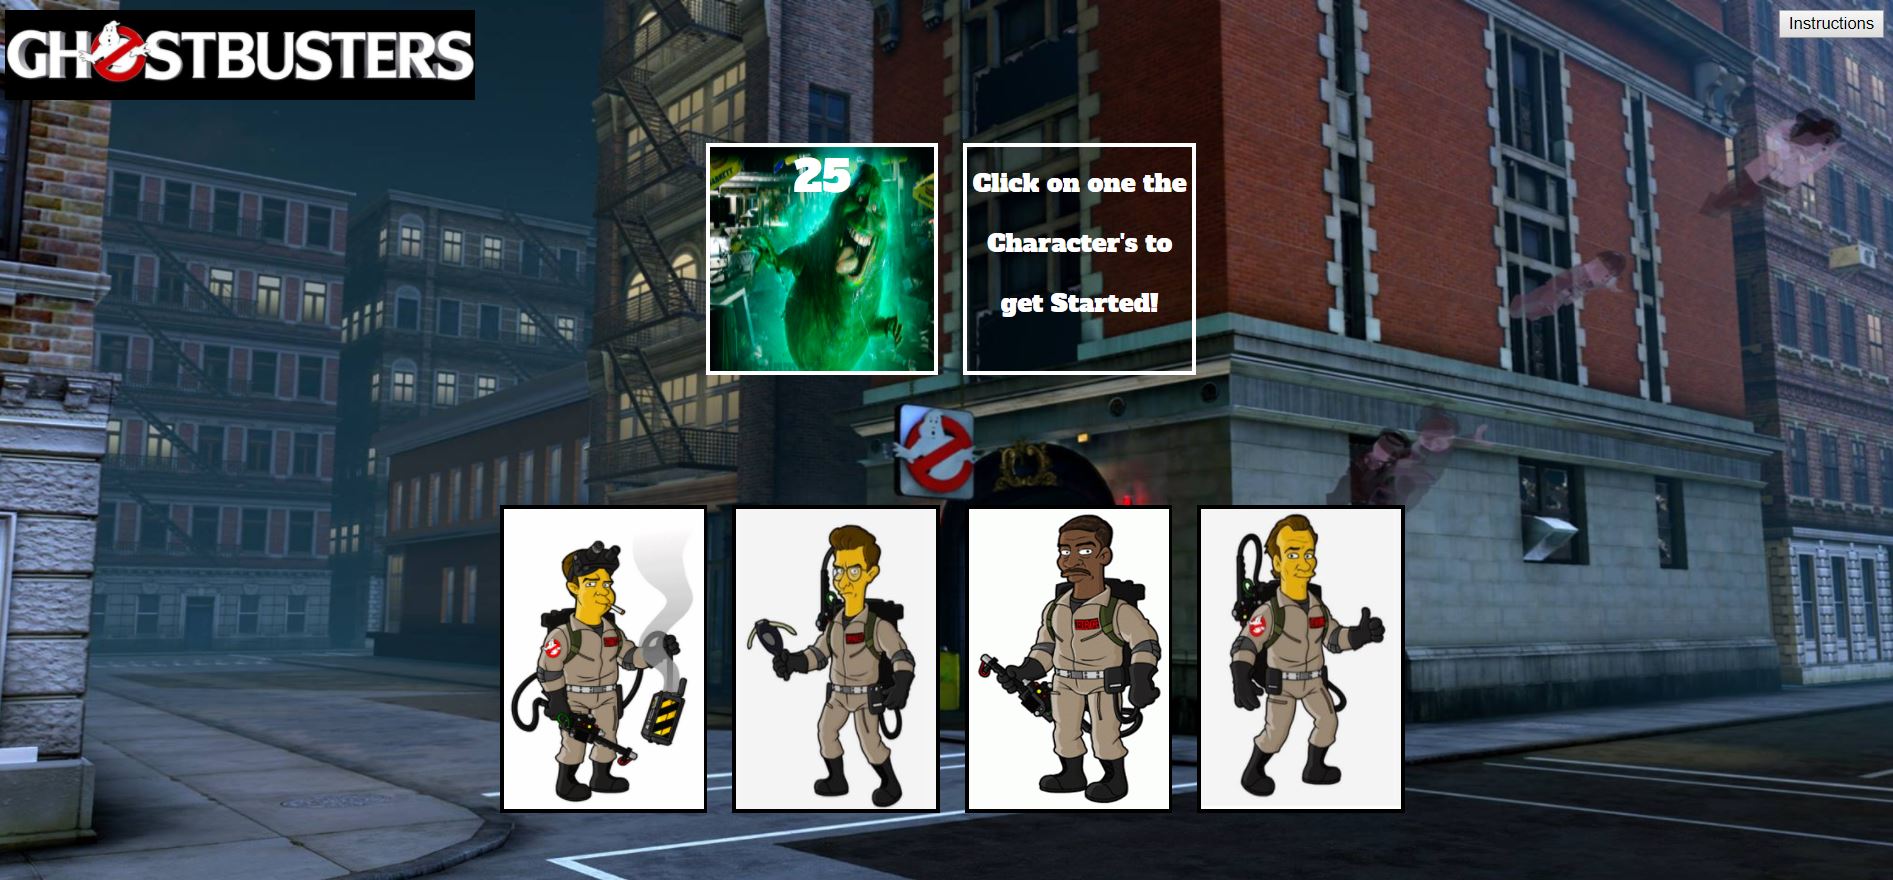 GHOSTBUSTERS
Instructions
25
Click on one the
Character's to
get Started!